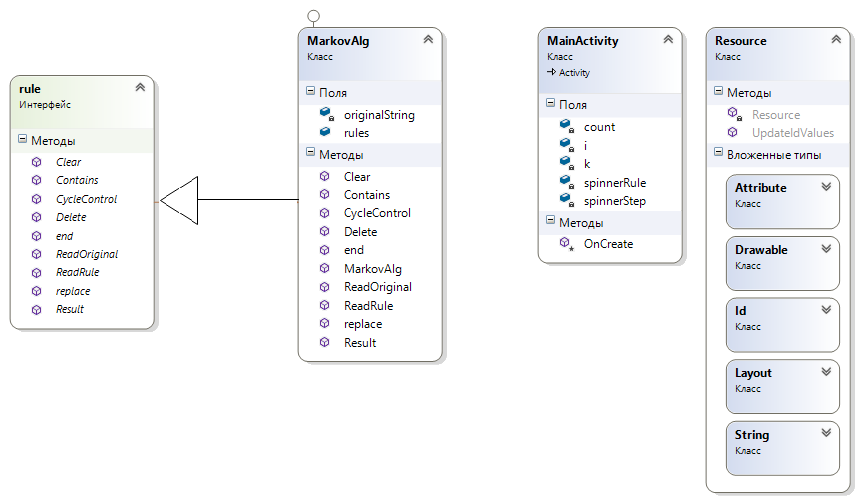 rule
Интерфейс
Методы
Clear
Contains
CycleControl
Delete
end
ReadOriginal
ReadRule
replace
Result
MarkovAlg
Класс
Поля
originalString
rules
Методы
Clear
Contains
CycleControl
Delete
end
MarkovAlg
ReadOriginal
ReadRule
replace
Result
MainActivity
Класс
Activity
Поля
count
i
k
spinnerRule
spinnerStep
Методы
OnCreate
Resource
Класс
Методы
Resource
UpdateIdValues
Вложенные типы
Attribute
Класс
Drawable
Класс
Id
Класс
Layout
Класс
String
Класс